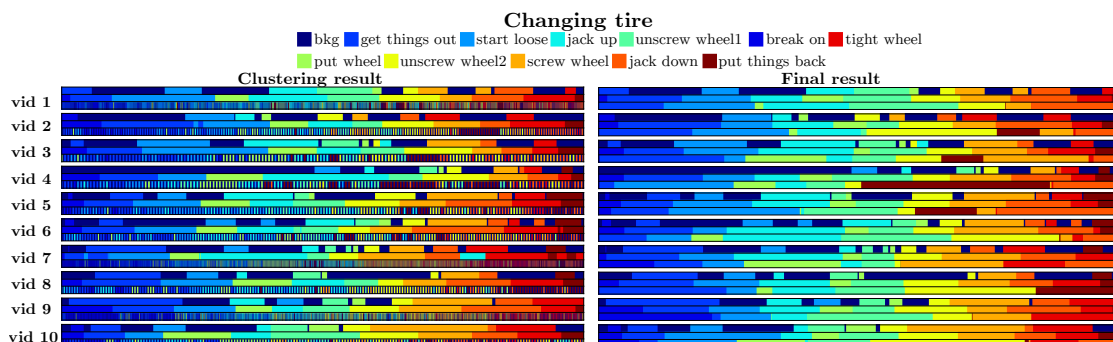 Changing tire
bkg get things out start loose jack up unscrew wheel1 break on tight wheel
put wheel unscrew wheel2 screw wheel jack down put things back
Clustering result Final result
vid 1
vid 2
vid 3
vid 4
vid 5
vid 6
vid 7
vid 8
vid 9
vid 10